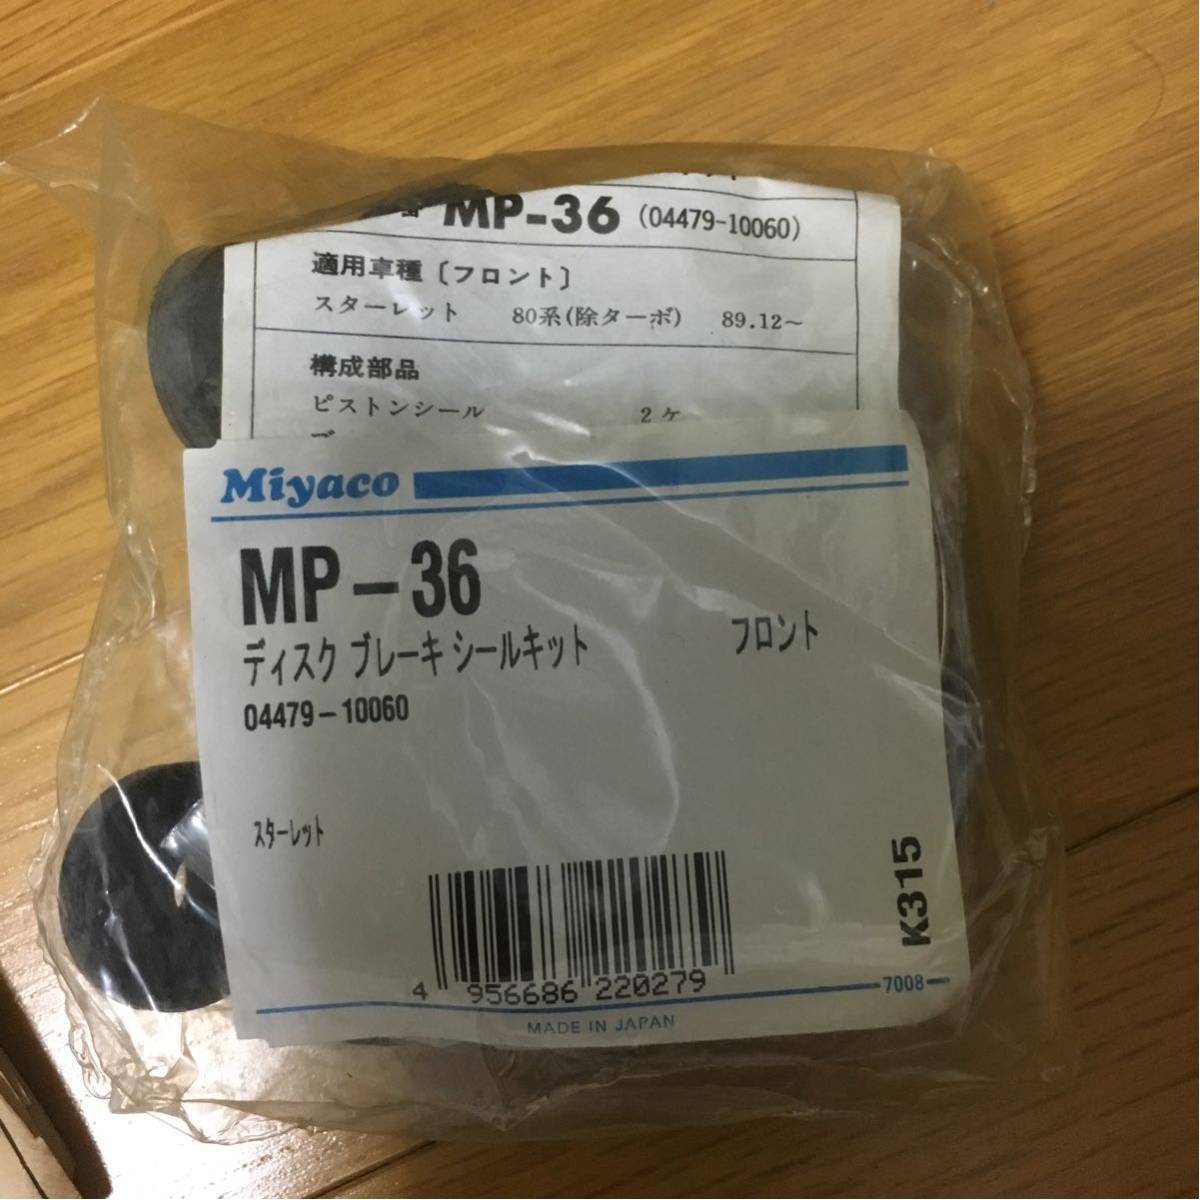 MP-36 (04479-10060)
適用車種〔フロント〕
スターレット 80系(除ターボ) 89.12~
構成部品
ピストンシール 2ケ
Miyaco
MP-36
ディスク ブレーキ シールキット フロント
04479-10060
スターレット
K315
4 956686 220279
7008
MADE IN JAPAN